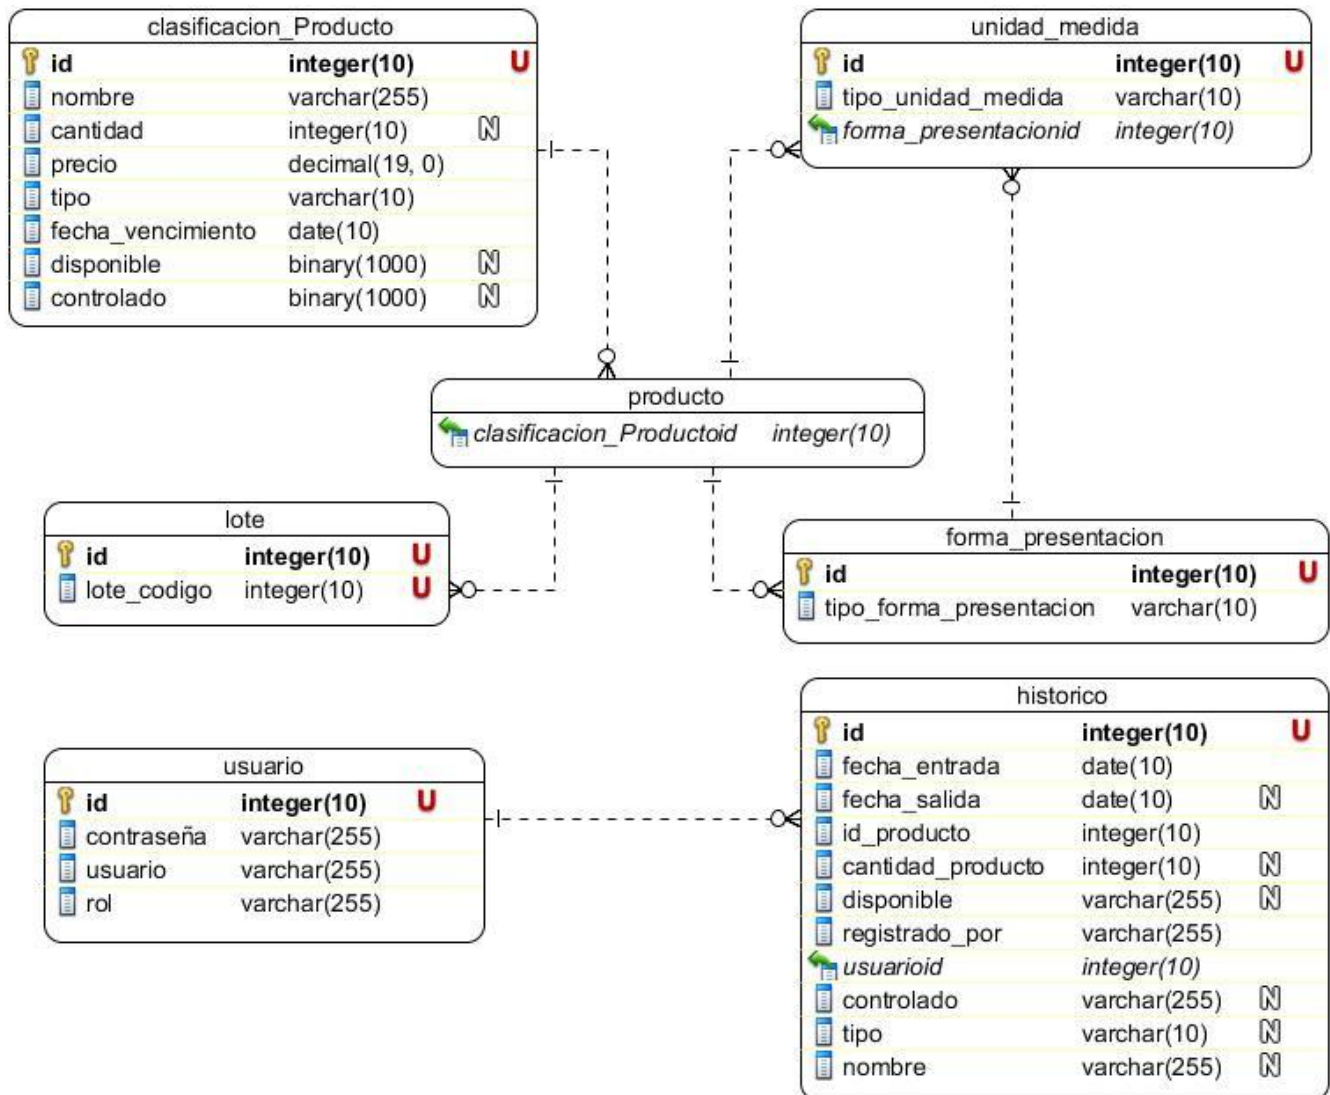 clasificacion_Producto
id integer(10) U
nombre varchar(255)
cantidad integer(10) N
precio decimal(19, 0)
tipo varchar(10)
fecha_vencimiento date(10)
disponible binary(1000) N
controlado binary(1000) N
unidad_medida
id integer(10) U
tipo_unidad_medida varchar(10)
forma_presentacionid integer(10)
producto
clasificacion_Productoid integer(10)
lote
id integer(10) U
lote_codigo integer(10) U
forma_presentacion
id integer(10) U
tipo_forma_presentacion varchar(10)
usuario
id integer(10) U
contraseña varchar(255)
usuario varchar(255)
rol varchar(255)
historico
id integer(10) U
fecha_entrada date(10)
fecha_salida date(10) N
id_producto integer(10)
cantidad_producto integer(10) N
disponible varchar(255) N
registrado_por varchar(255)
usuarioid integer(10)
controlado varchar(255) N
tipo varchar(10) N
nombre varchar(255) N